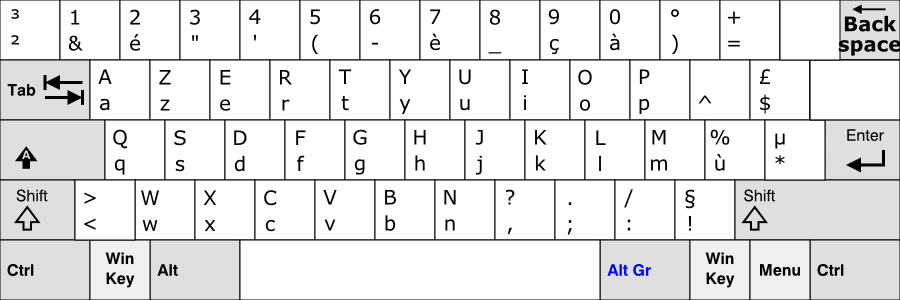 ³ 1 2 3 4 5 6 7 8 9 0 ° + Back
² & é " ' ( - è _ ç à ) = space
Tab A Z E R T Y U I O P £
a z e r t y u i o p ^ $
A Q S D F G H J K L M % µ Enter
q s d f g h j k l m ù *
Shift > W X C V B N ? . / § Shift
< w x c v b n , ; : !
Ctrl Win Key Alt Alt Gr Win Key Menu Ctrl